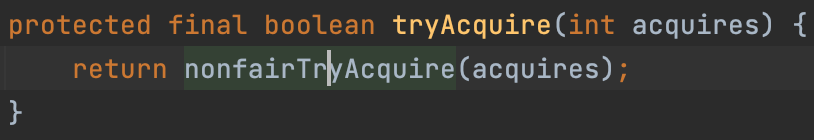 protected final boolean tryAcquire(int acquires) {
    return nonfairTryAcquire(acquires);
}